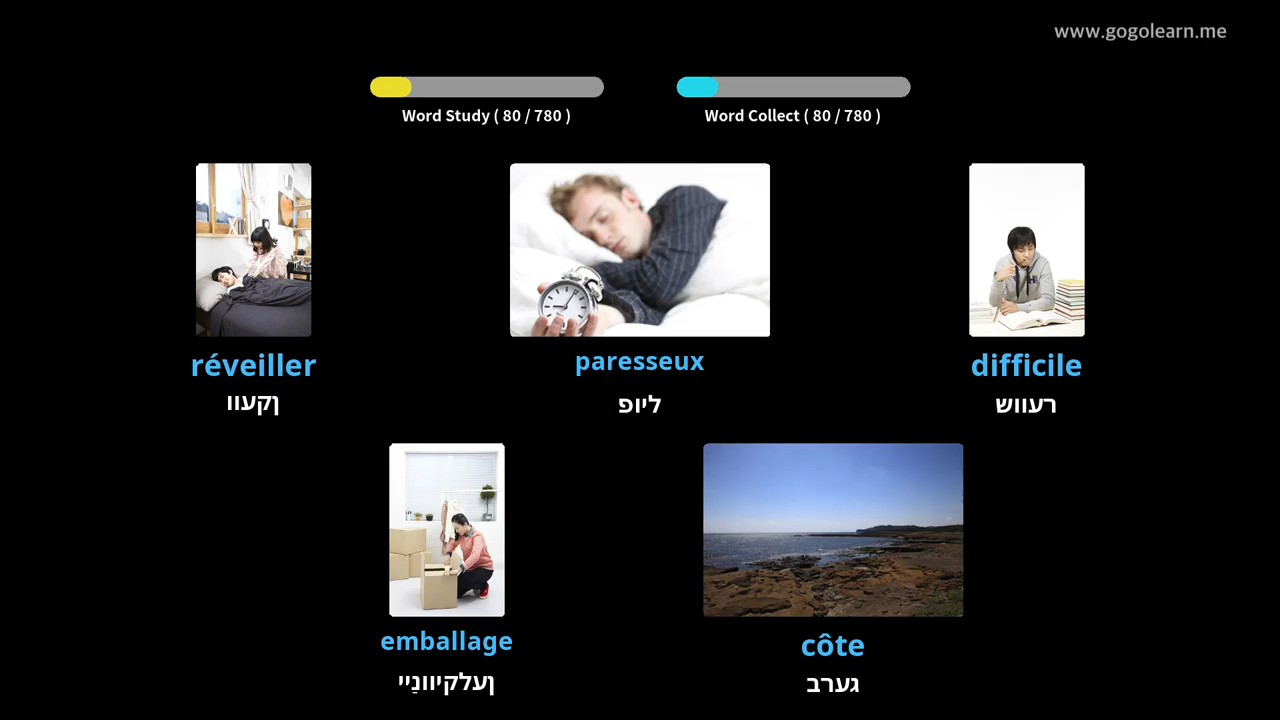 www.gogolearn.me
Word Study ( 80 / 780 )
Word Collect ( 80 / 780 )
réveiller
וועקן
paresseux
פויל
difficile
שווער
emballage
ייַנוויקלען
côte
ברעג